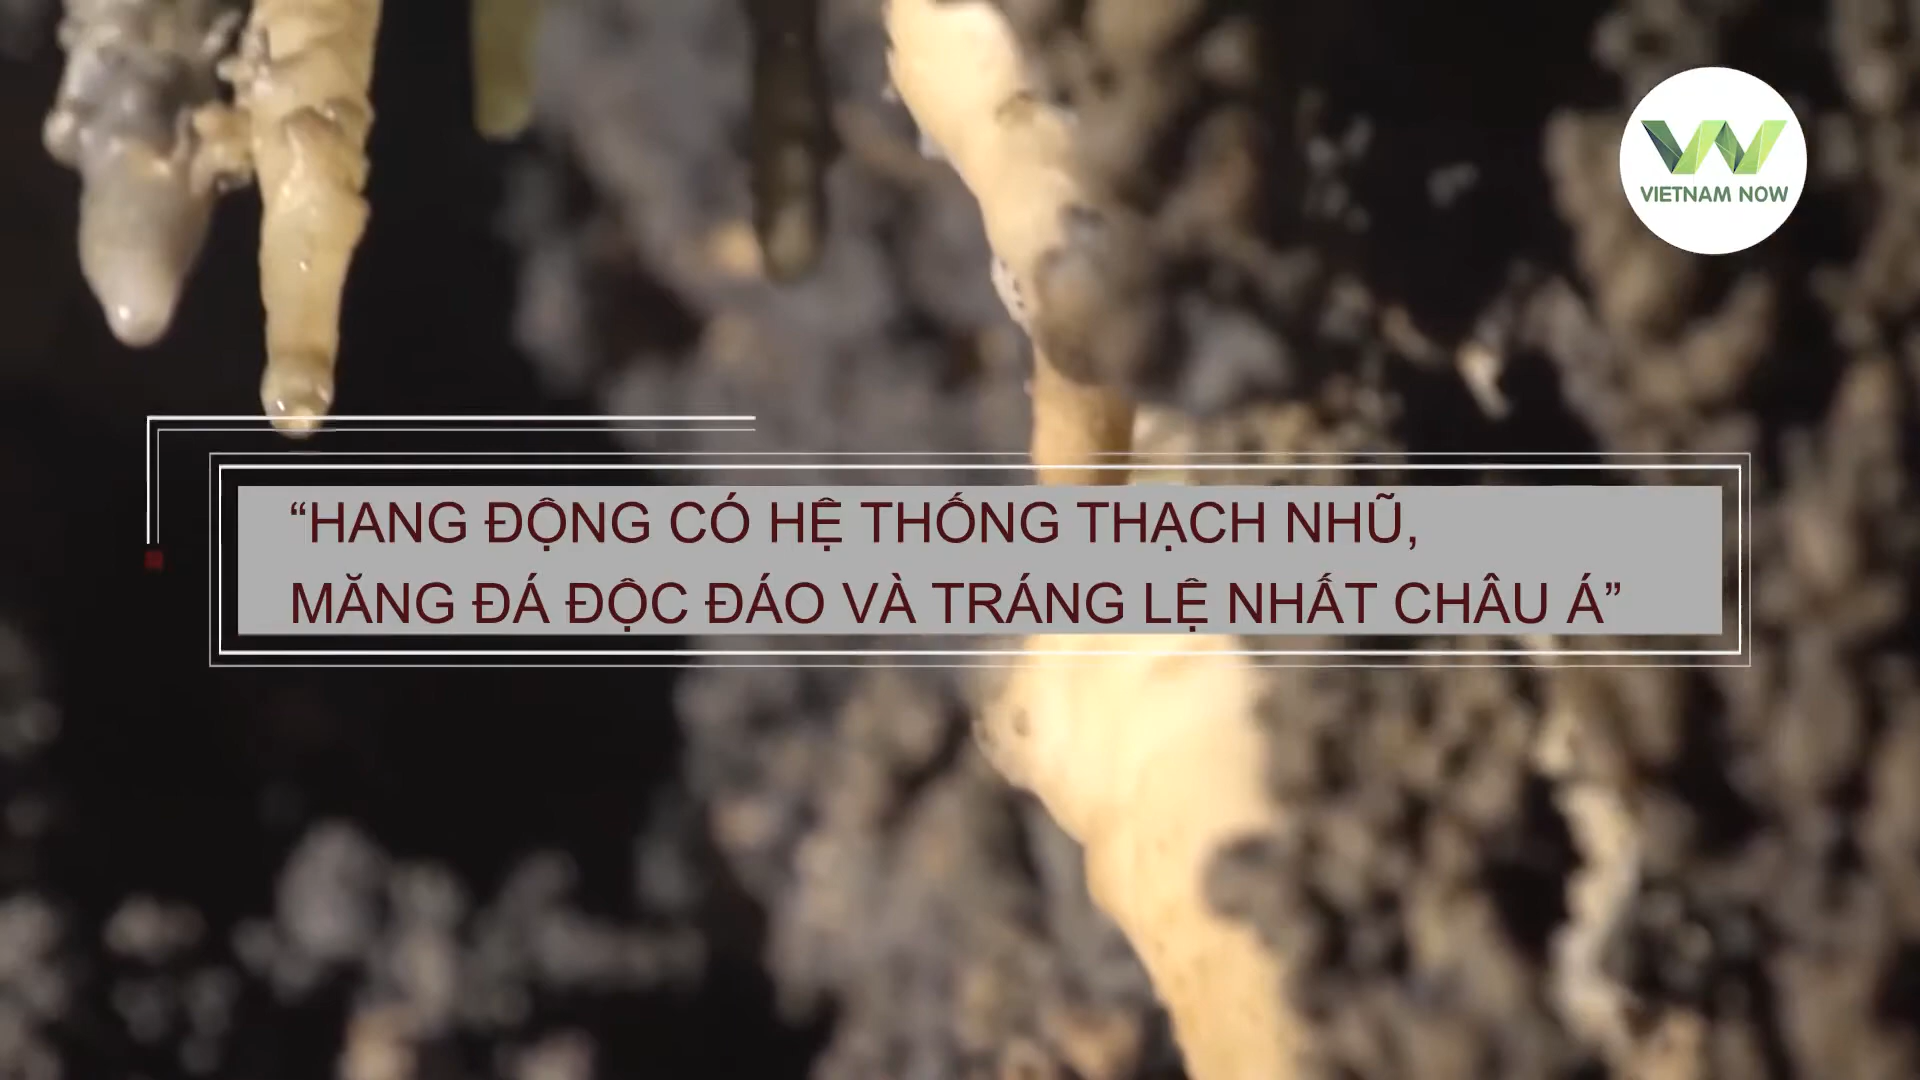 VIETNAM NOW
“HANG ĐỘNG CÓ HỆ THỐNG THẠCH NHŨ,
MĂNG ĐÁ ĐỘC ĐÁO VÀ TRÁNG LỆ NHẤT CHÂU Á”